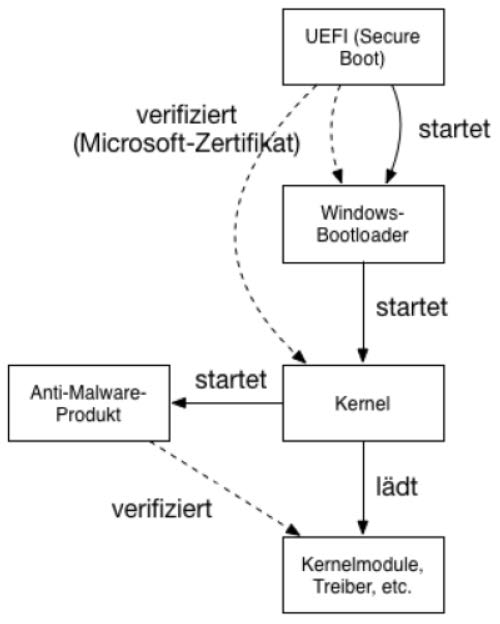 UEFI (Secure
Boot)
verifiziert
(Microsoft-Zertifikat)
startet
Windows-
Bootloader
startet
Anti-Malware-
Produkt
startet
Kernel
lädt
verifiziert
Kernelmodule,
Treiber, etc.